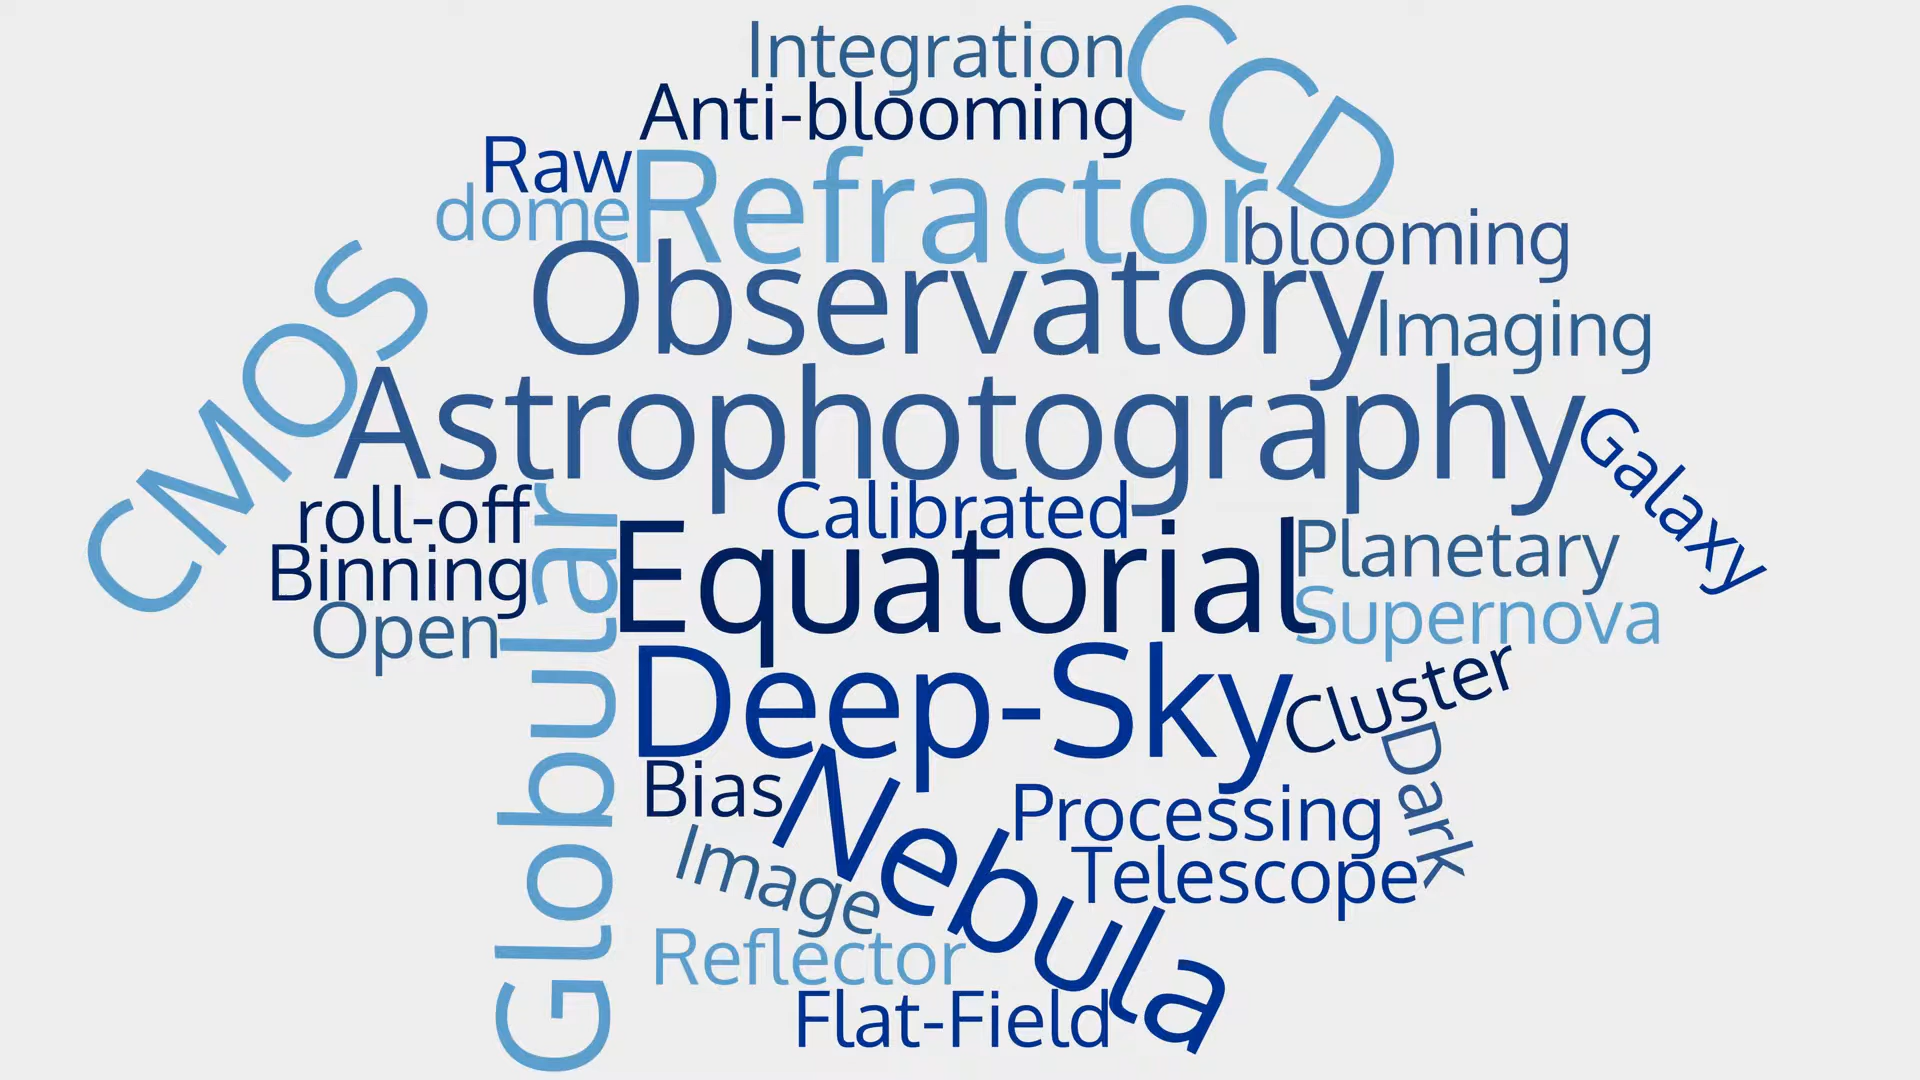 Integration
CCD
Anti-blooming
Raw
Refractor
dome
blooming
Observatory
CMOS
Imaging
Astrophotography
Galaxy
roll-off
Calibrated
Equatorial
Planetary
Binning
Supernova
Open
Globular
Deep-Sky
Cluster
Dark
Bias
Nebula
Processing
Image
Telescope
Reflector
Flat-Field